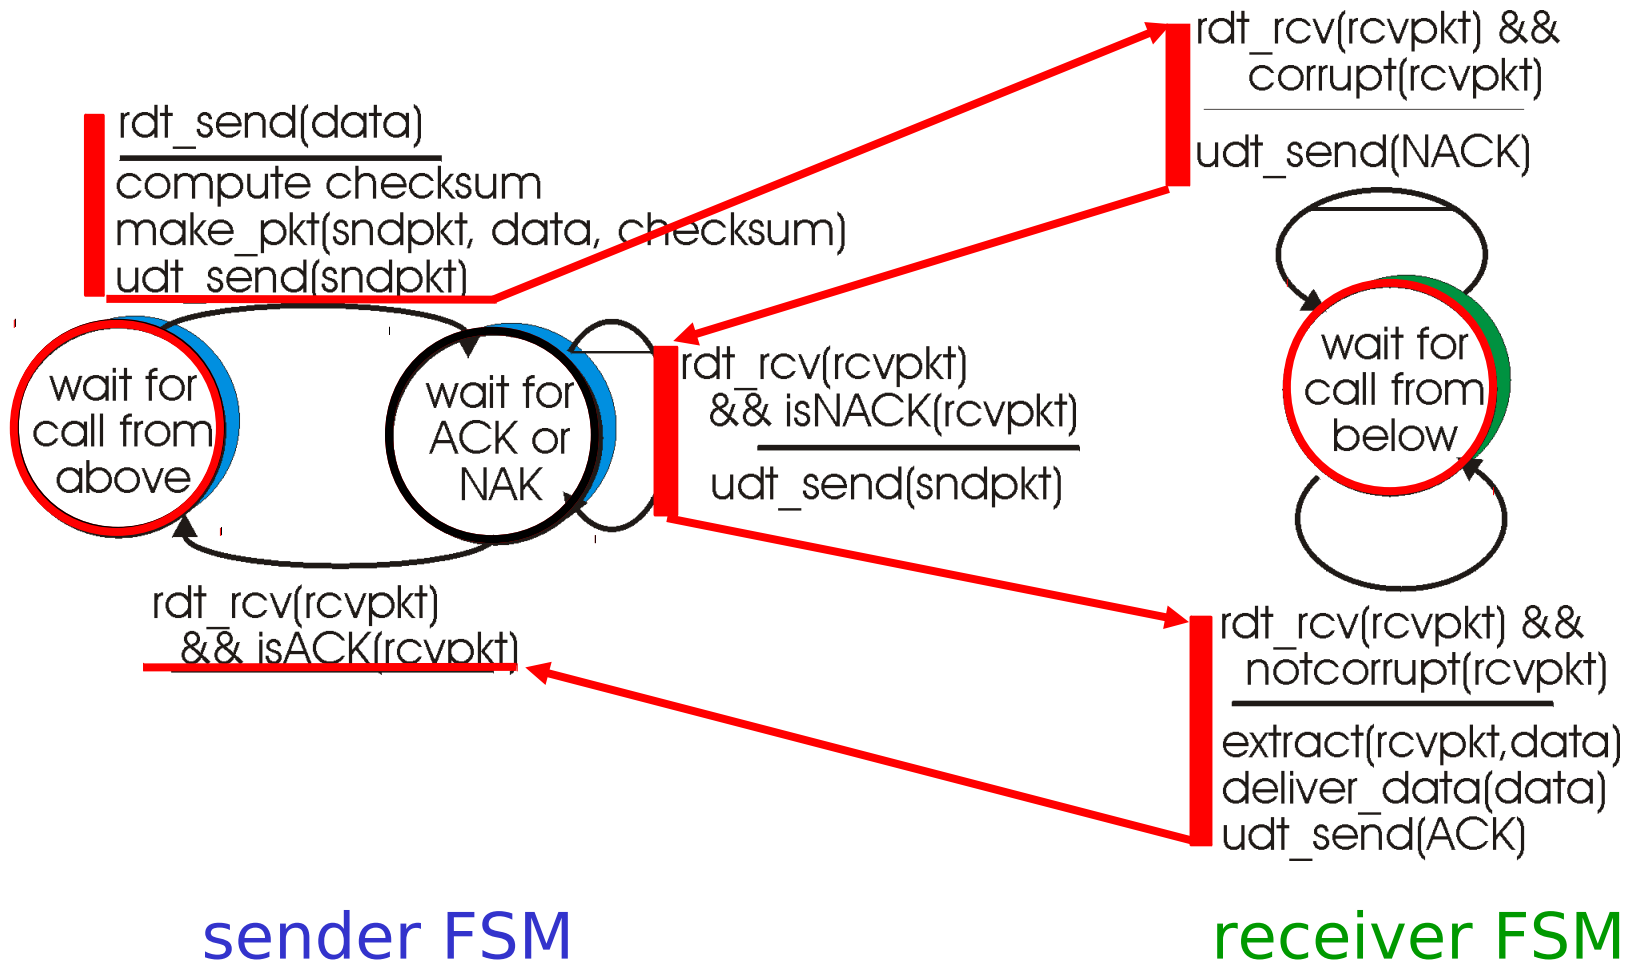 rdt_send(data)
compute checksum
make_pkt(sndpkt, data, checksum)
udt_send(sndpkt)
wait for
call from
above
wait for
ACK or
NAK
rdt_rcv(rcvpkt)
&& isNACK(rcvpkt)
udt_send(sndpkt)
rdt_rcv(rcvpkt)
&& isACK(rcvpkt)
sender FSM
rdt_rcv(rcvpkt) &&
corrupt(rcvpkt)
udt_send(NACK)
wait for
call from
below
rdt_rcv(rcvpkt) &&
notcorrupt(rcvpkt)
extract(rcvpkt,data)
deliver_data(data)
udt_send(ACK)
receiver FSM